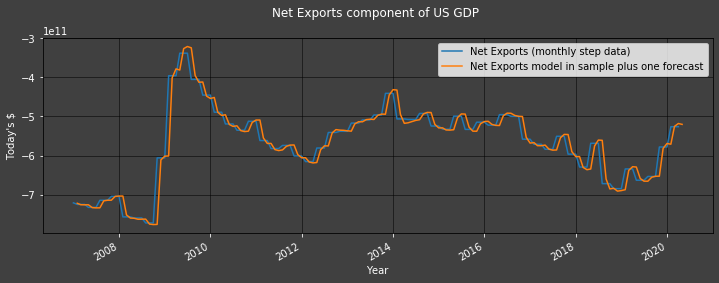 Net Exports component of US GDP
1e11
Net Exports (monthly step data)
Net Exports model in sample plus one forecast
Today's $
−3
−4
−5
−6
−7
2008
2010
2012
2014
2016
2018
2020
Year